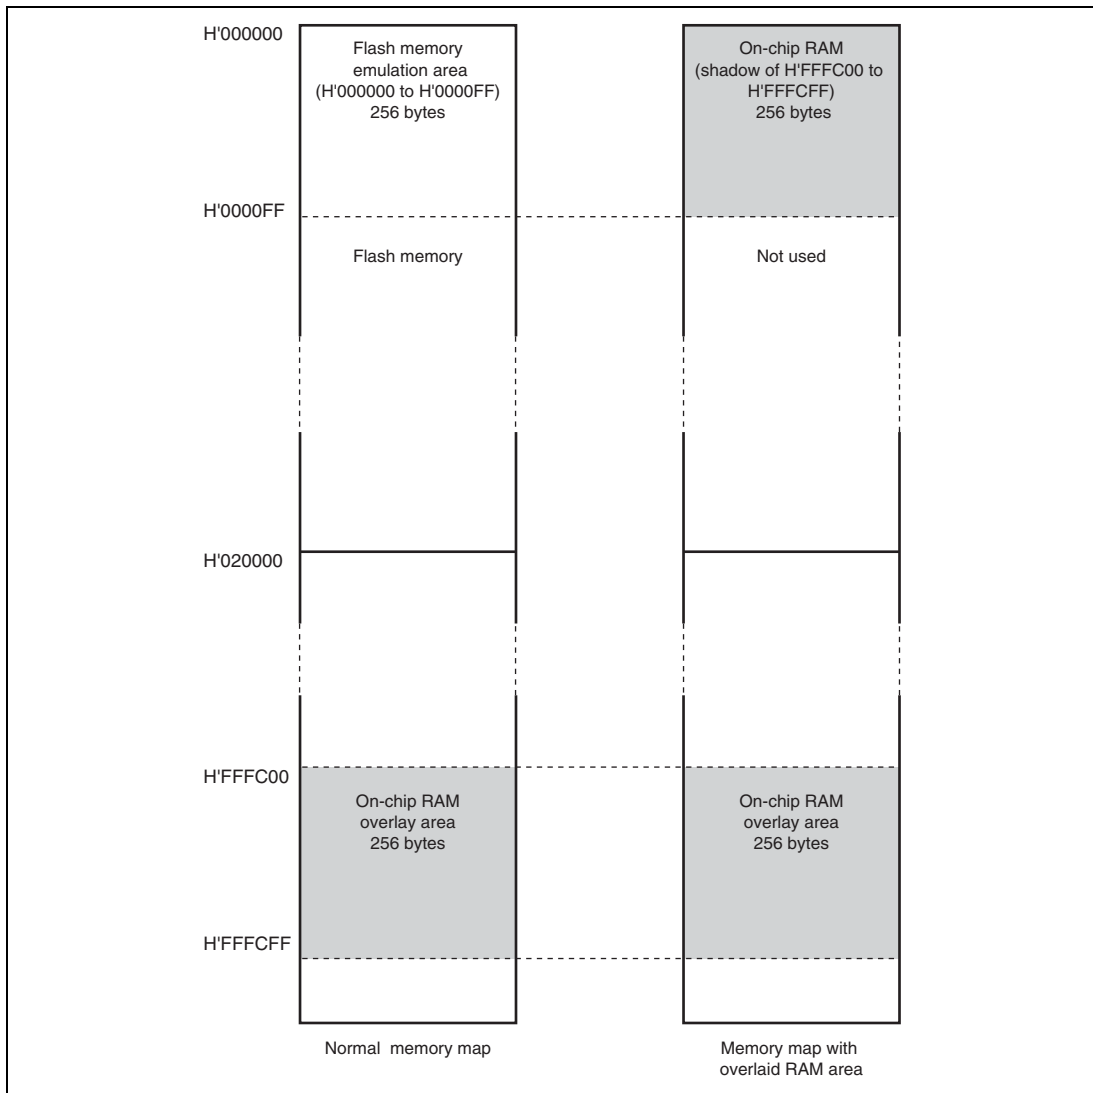 H'000000
Flash memory
emulation area
(H'000000 to H'0000FF)
256 bytes
On-chip RAM
(shadow of H'FFFC00 to
H'FFFCFF)
256 bytes
H'0000FF
Flash memory
Not used
H'020000
H'FFFC00
On-chip RAM
overlay area
256 bytes
On-chip RAM
overlay area
256 bytes
H'FFFCFF
Normal memory map
Memory map with
overlaid RAM area